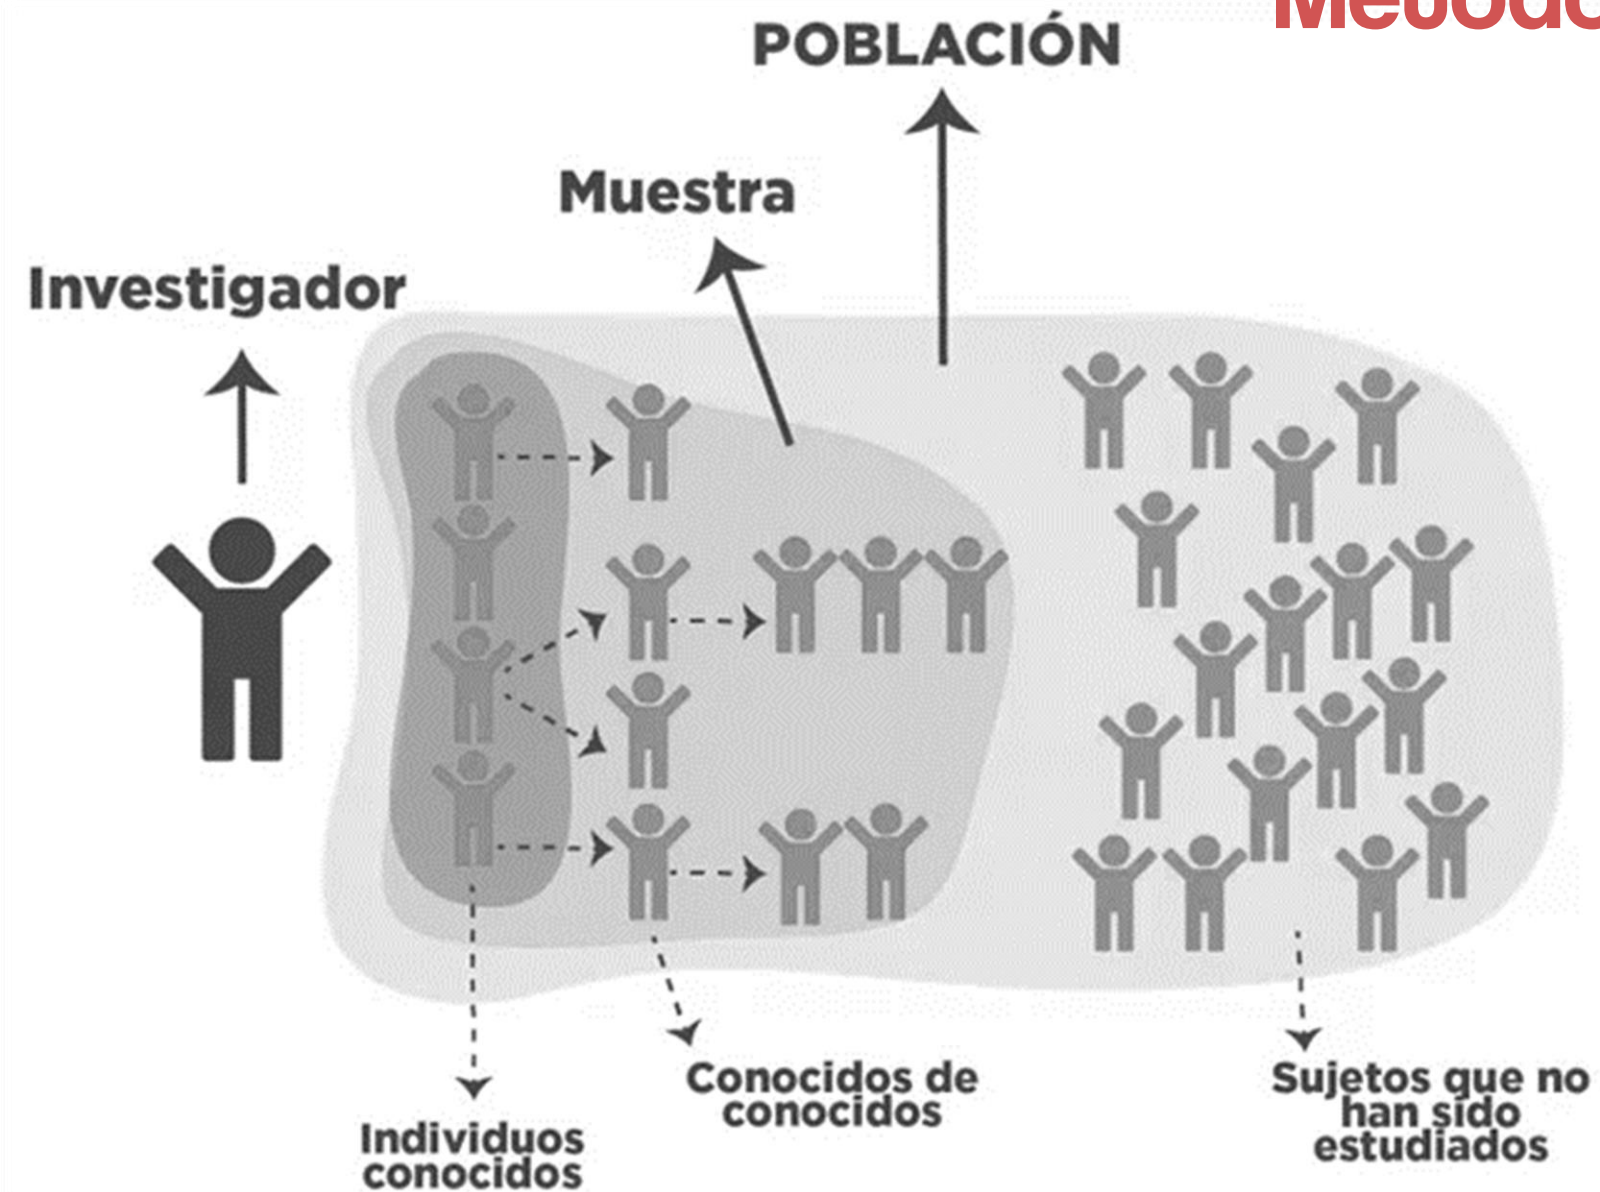 POBLACIÓN
Muestra
Investigador
Conocidos de
conocidos
Individuos
conocidos
Sujetos que no
han sido
estudiados